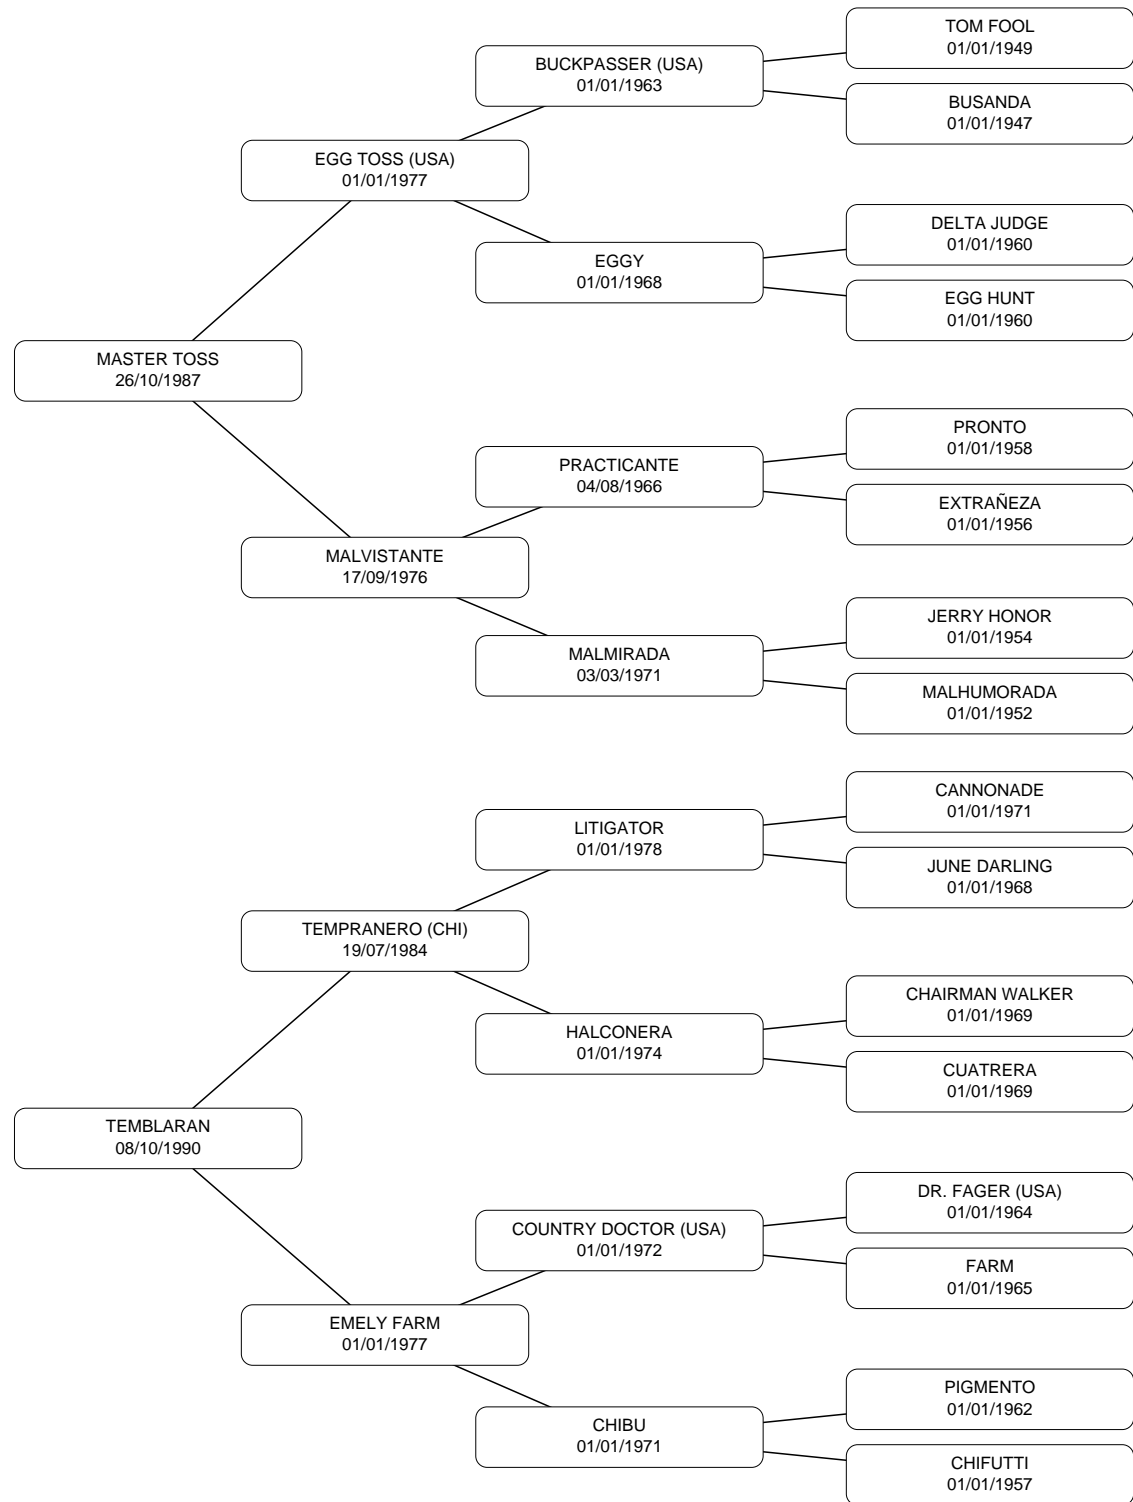 TOM FOOL
01/01/1949
BUCKPASSER (USA)
01/01/1963
BUSANDA
01/01/1947
EGG TOSS (USA)
01/01/1977
DELTA JUDGE
01/01/1960
EGGY
01/01/1968
EGG HUNT
01/01/1960
MASTER TOSS
26/10/1987
PRONTO
01/01/1958
PRACTICANTE
04/08/1966
EXTRAÑEZA
01/01/1956
MALVISTANTE
17/09/1976
JERRY HONOR
01/01/1954
MALMIRADA
03/03/1971
MALHUMORADA
01/01/1952
CANNONADE
01/01/1971
LITIGATOR
01/01/1978
JUNE DARLING
01/01/1968
TEMPRANERO (CHI)
19/07/1984
CHAIRMAN WALKER
01/01/1969
HALCONERA
01/01/1974
CUATRERA
01/01/1969
TEMBLARAN
08/10/1990
DR. FAGER (USA)
01/01/1964
COUNTRY DOCTOR (USA)
01/01/1972
FARM
01/01/1965
EMELY FARM
01/01/1977
PIGMENTO
01/01/1962
CHIBU
01/01/1971
CHIFUTTI
01/01/1957